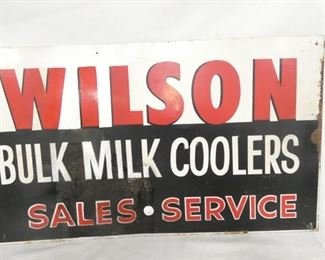 WILSON
BULK MILK COOLERS
SALES • SERVICE